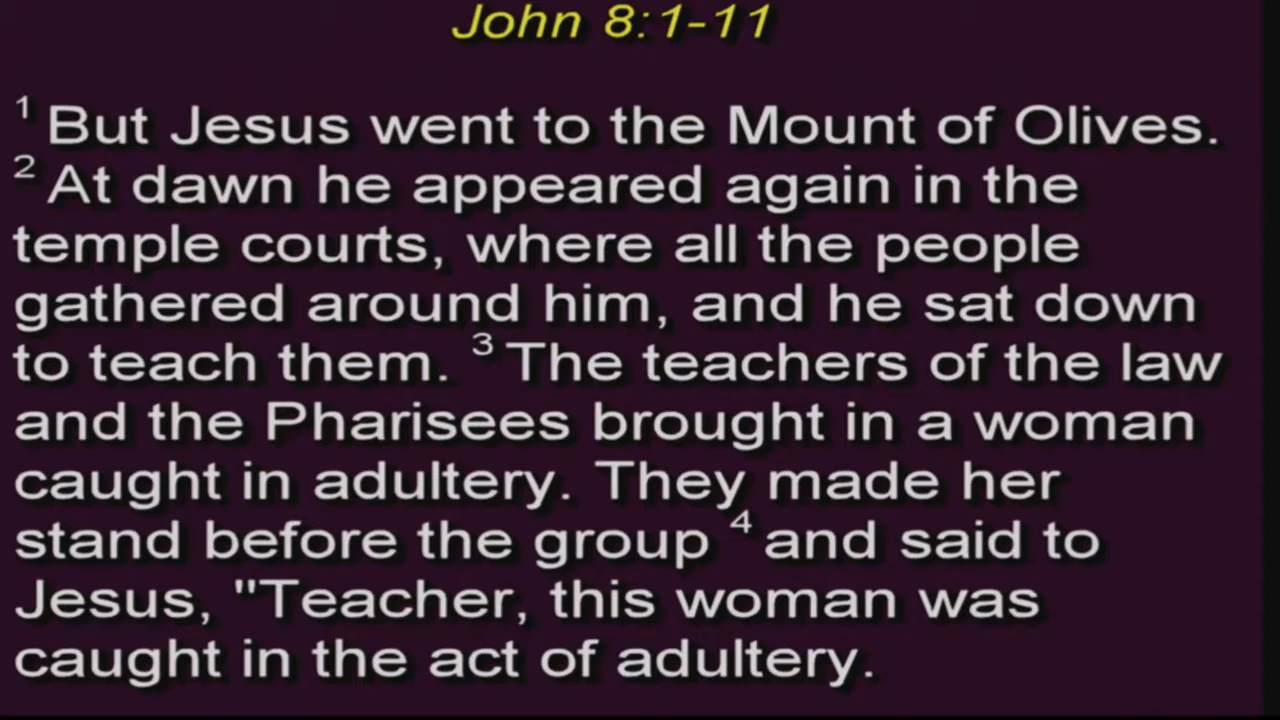 John 8:1-11
¹ But Jesus went to the Mount of Olives.
² At dawn he appeared again in the
temple courts, where all the people
gathered around him, and he sat down
to teach them. ³ The teachers of the law
and the Pharisees brought in a woman
caught in adultery. They made her
stand before the group ⁴ and said to
Jesus, "Teacher, this woman was
caught in the act of adultery.